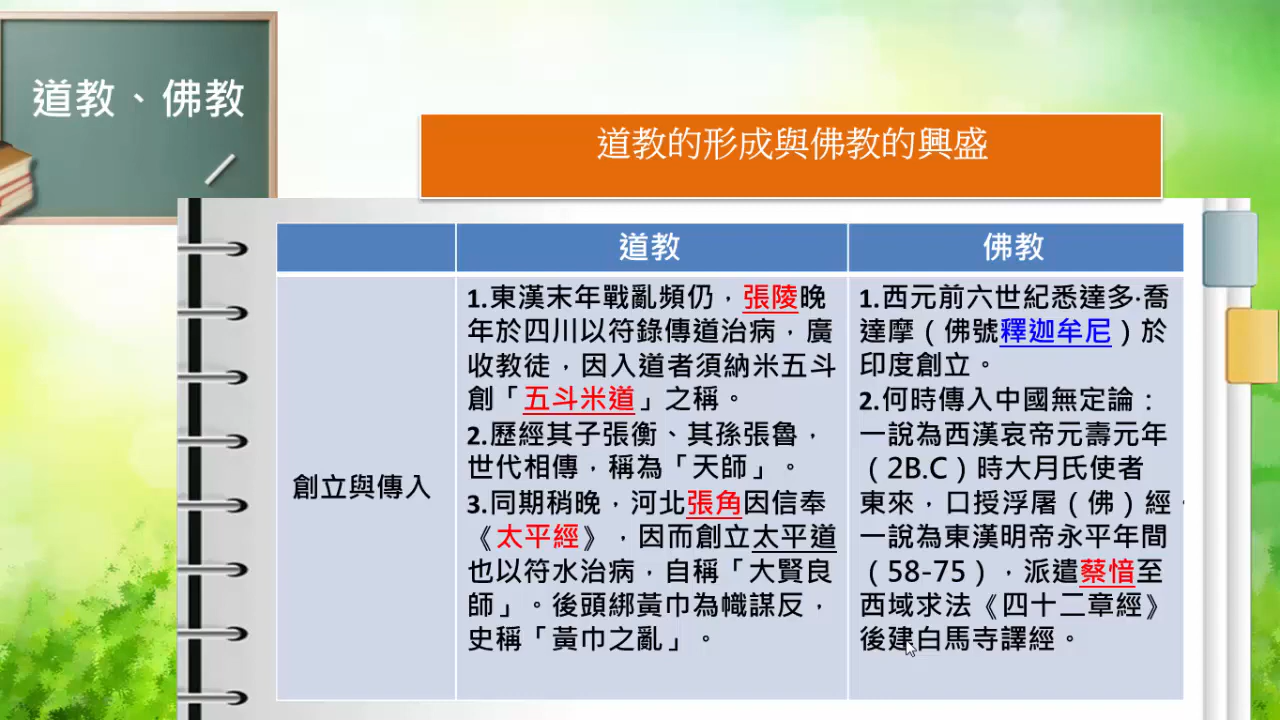 道教、佛教
道教的形成與佛教的興盛
道教
佛教
創立與傳入
1.東漢末年戰亂頻仍，張陵晚
年於四川以符錄傳道治病，廣
收教徒，因入道者須納米五斗
創「五斗米道」之稱。
2.歷經其子張衡、其孫張魯，
世代相傳，稱為「天師」。
3.同期稍晚，河北張角因信奉
《太平經》，因而創立太平道
也以符水治病，自稱「大賢良
師」。後頭綁黃巾為幟謀反，
史稱「黃巾之亂」。
1.西元前六世紀悉達多·喬
達摩（佛號釋迦牟尼）於
印度創立。
2.何時傳入中國無定論：
一說為西漢哀帝元壽元年
（2B.C）時大月氏使者
東來，口授浮屠（佛）經．
一說為東漢明帝永平年間
（58-75），派遣蔡愔至
西域求法《四十二章經》
後建白馬寺譯經。